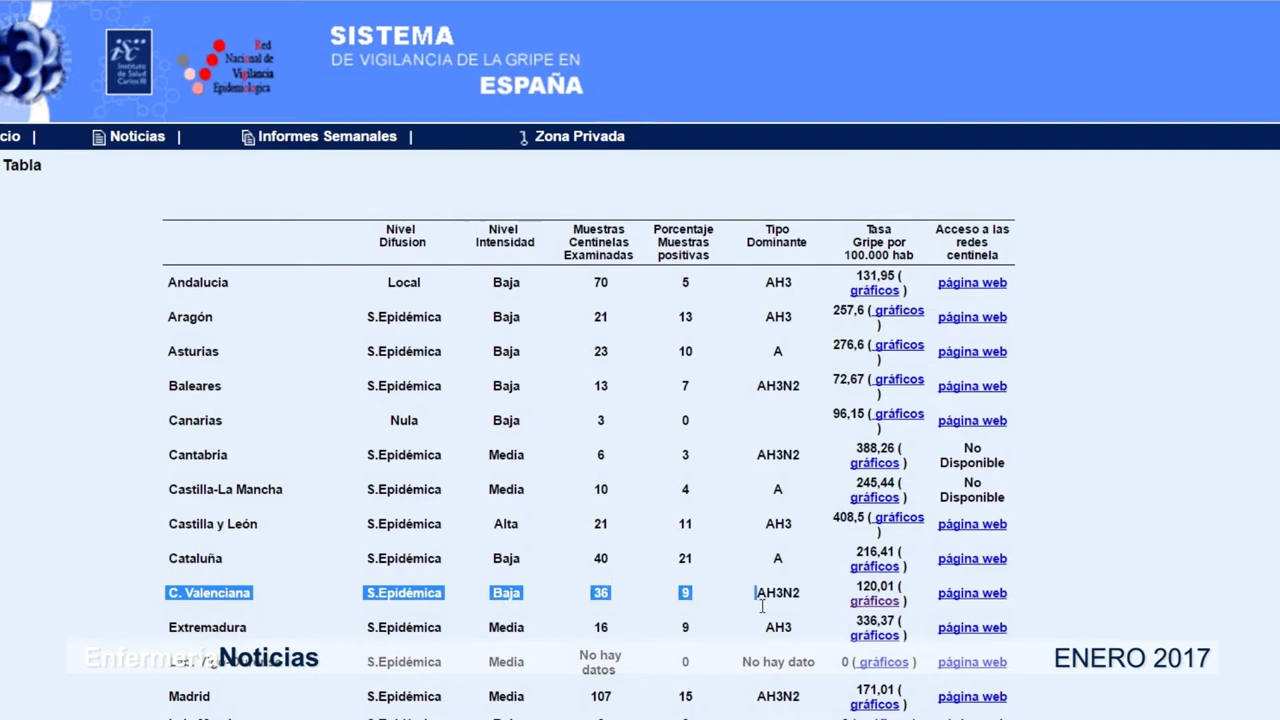 isc
Instituto
de Salud
Carlos III
Red
Nacional de
Vigilancia
Epidemiológica
SISTEMA
DE VIGILANCIA DE LA GRIPE EN
ESPAÑA
cio |
Noticias |
Informes Semanales |
Zona Privada
Tabla
Nivel Difusion Nivel Intensidad Muestras Centinelas Examinadas Porcentaje Muestras positivas Tipo Dominante Tasa Gripe por 100.000 hab Acceso a las redes centinela
Andalucia Local Baja 70 5 AH3 131,95 ( gráficos ) página web
Aragón S.Epidémica Baja 21 13 AH3 257,6 ( gráficos ) página web
Asturias S.Epidémica Baja 23 10 A 276,6 ( gráficos ) página web
Baleares S.Epidémica Baja 13 7 AH3N2 72,67 ( gráficos ) página web
Canarias Nula Baja 3 0 96,15 ( gráficos ) página web
Cantabria S.Epidémica Media 6 3 AH3N2 388,26 ( gráficos ) No Disponible
Castilla-La Mancha S.Epidémica Media 10 4 A 245,44 ( gráficos ) No Disponible
Castilla y León S.Epidémica Alta 21 11 AH3 408,5 ( gráficos ) página web
Cataluña S.Epidémica Baja 40 21 A 216,41 ( gráficos ) página web
C. Valenciana S.Epidémica Baja 36 9 AH3N2 120,01 ( gráficos ) página web
Extremadura S.Epidémica Media 16 9 AH3 336,37 ( gráficos ) página web
S.Epidémica Media No hay datos 0 No hay dato 0 ( gráficos ) página web
Enfermería Noticias
ENERO 2017
Madrid S.Epidémica Media 107 15 AH3N2 171,01 ( gráficos ) página web